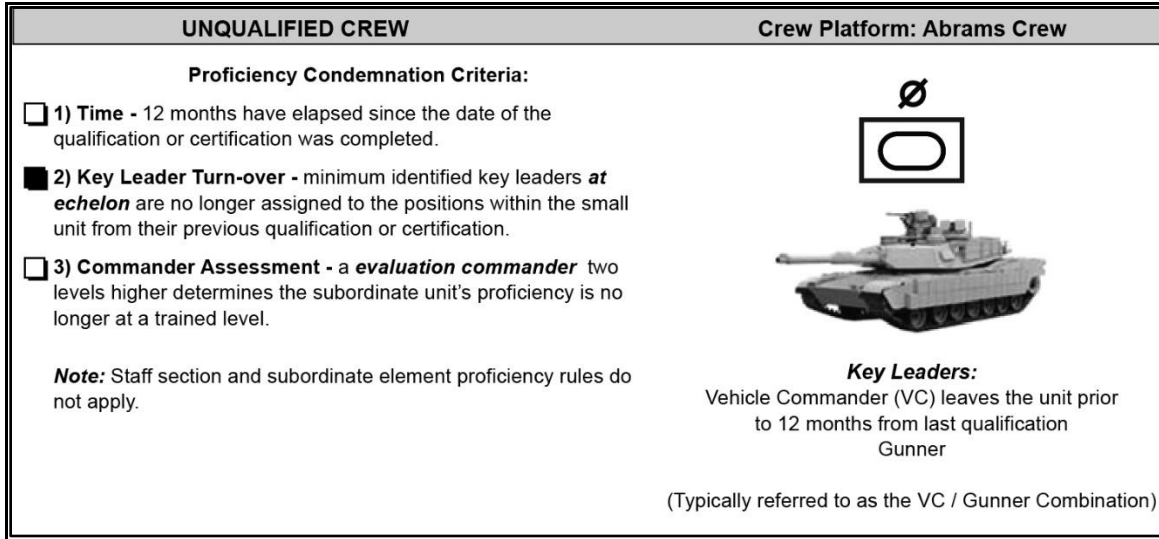 UNQUALIFIED CREW
Crew Platform: Abrams Crew
Proficiency Condemnation Criteria:
1) Time - 12 months have elapsed since the date of the
qualification or certification was completed.
2) Key Leader Turn-over - minimum identified key leaders at
echelon are no longer assigned to the positions within the small
unit from their previous qualification or certification.
3) Commander Assessment - a evaluation commander two
levels higher determines the subordinate unit's proficiency is no
longer at a trained level.
Note: Staff section and subordinate element proficiency rules do
not apply.
Ø
Key Leaders:
Vehicle Commander (VC) leaves the unit prior
to 12 months from last qualification
Gunner
(Typically referred to as the VC / Gunner Combination)